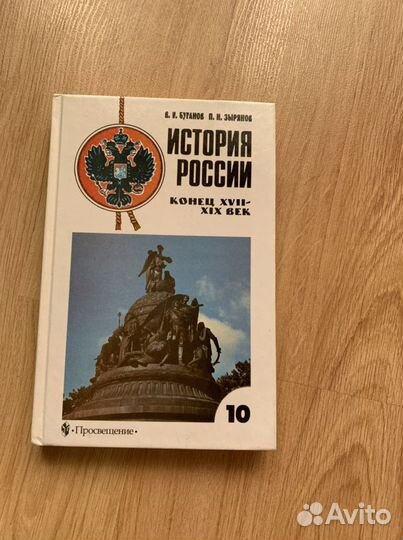 В. И. БУГАНОВ П. Н. ЗЫРЯНОВ
ИСТОРИЯ
РОССИИ
КОНЕЦ XVII–
XIX ВЕК
10
• Просвещение •
Avito